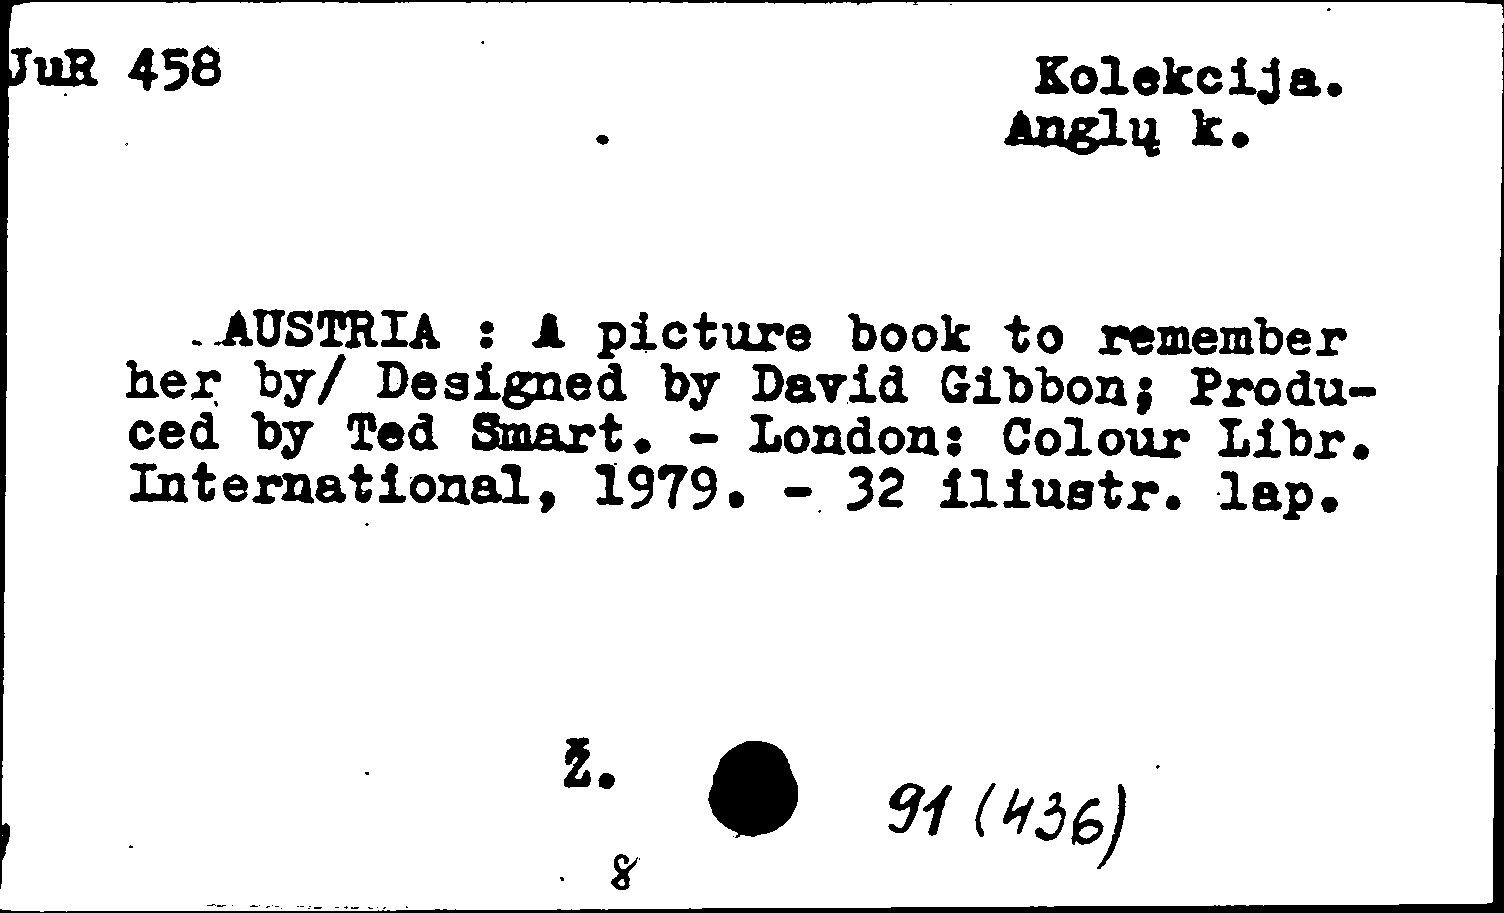 JuR 458
Kolekcija.
Anglų k.
AUSTRIA : A picture book to remember
her by/ Designed by David Gibbon; Produ-
ced by Ted Smart. - London: Colour Libr.
International, 1979. - 32 iliustr. lap.
Ž.
91 (436)
8